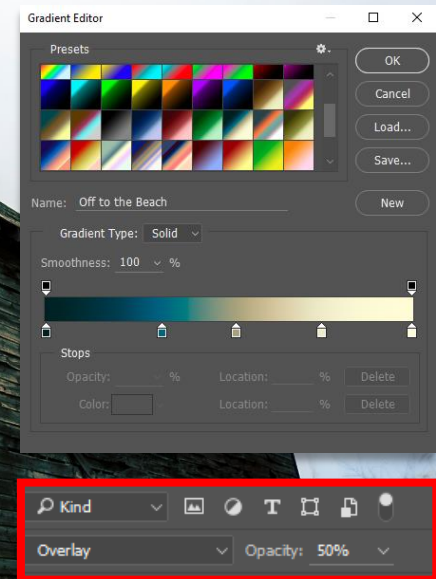 Gradient Editor
Presets
OK
Cancel
Load...
Save...
Name: Off to the Beach
New
Gradient Type: Solid
Smoothness: 100 %
Stops
Opacity: % Location: % Delete
Color: Location: % Delete
Kind T
Overlay Opacity: 50%